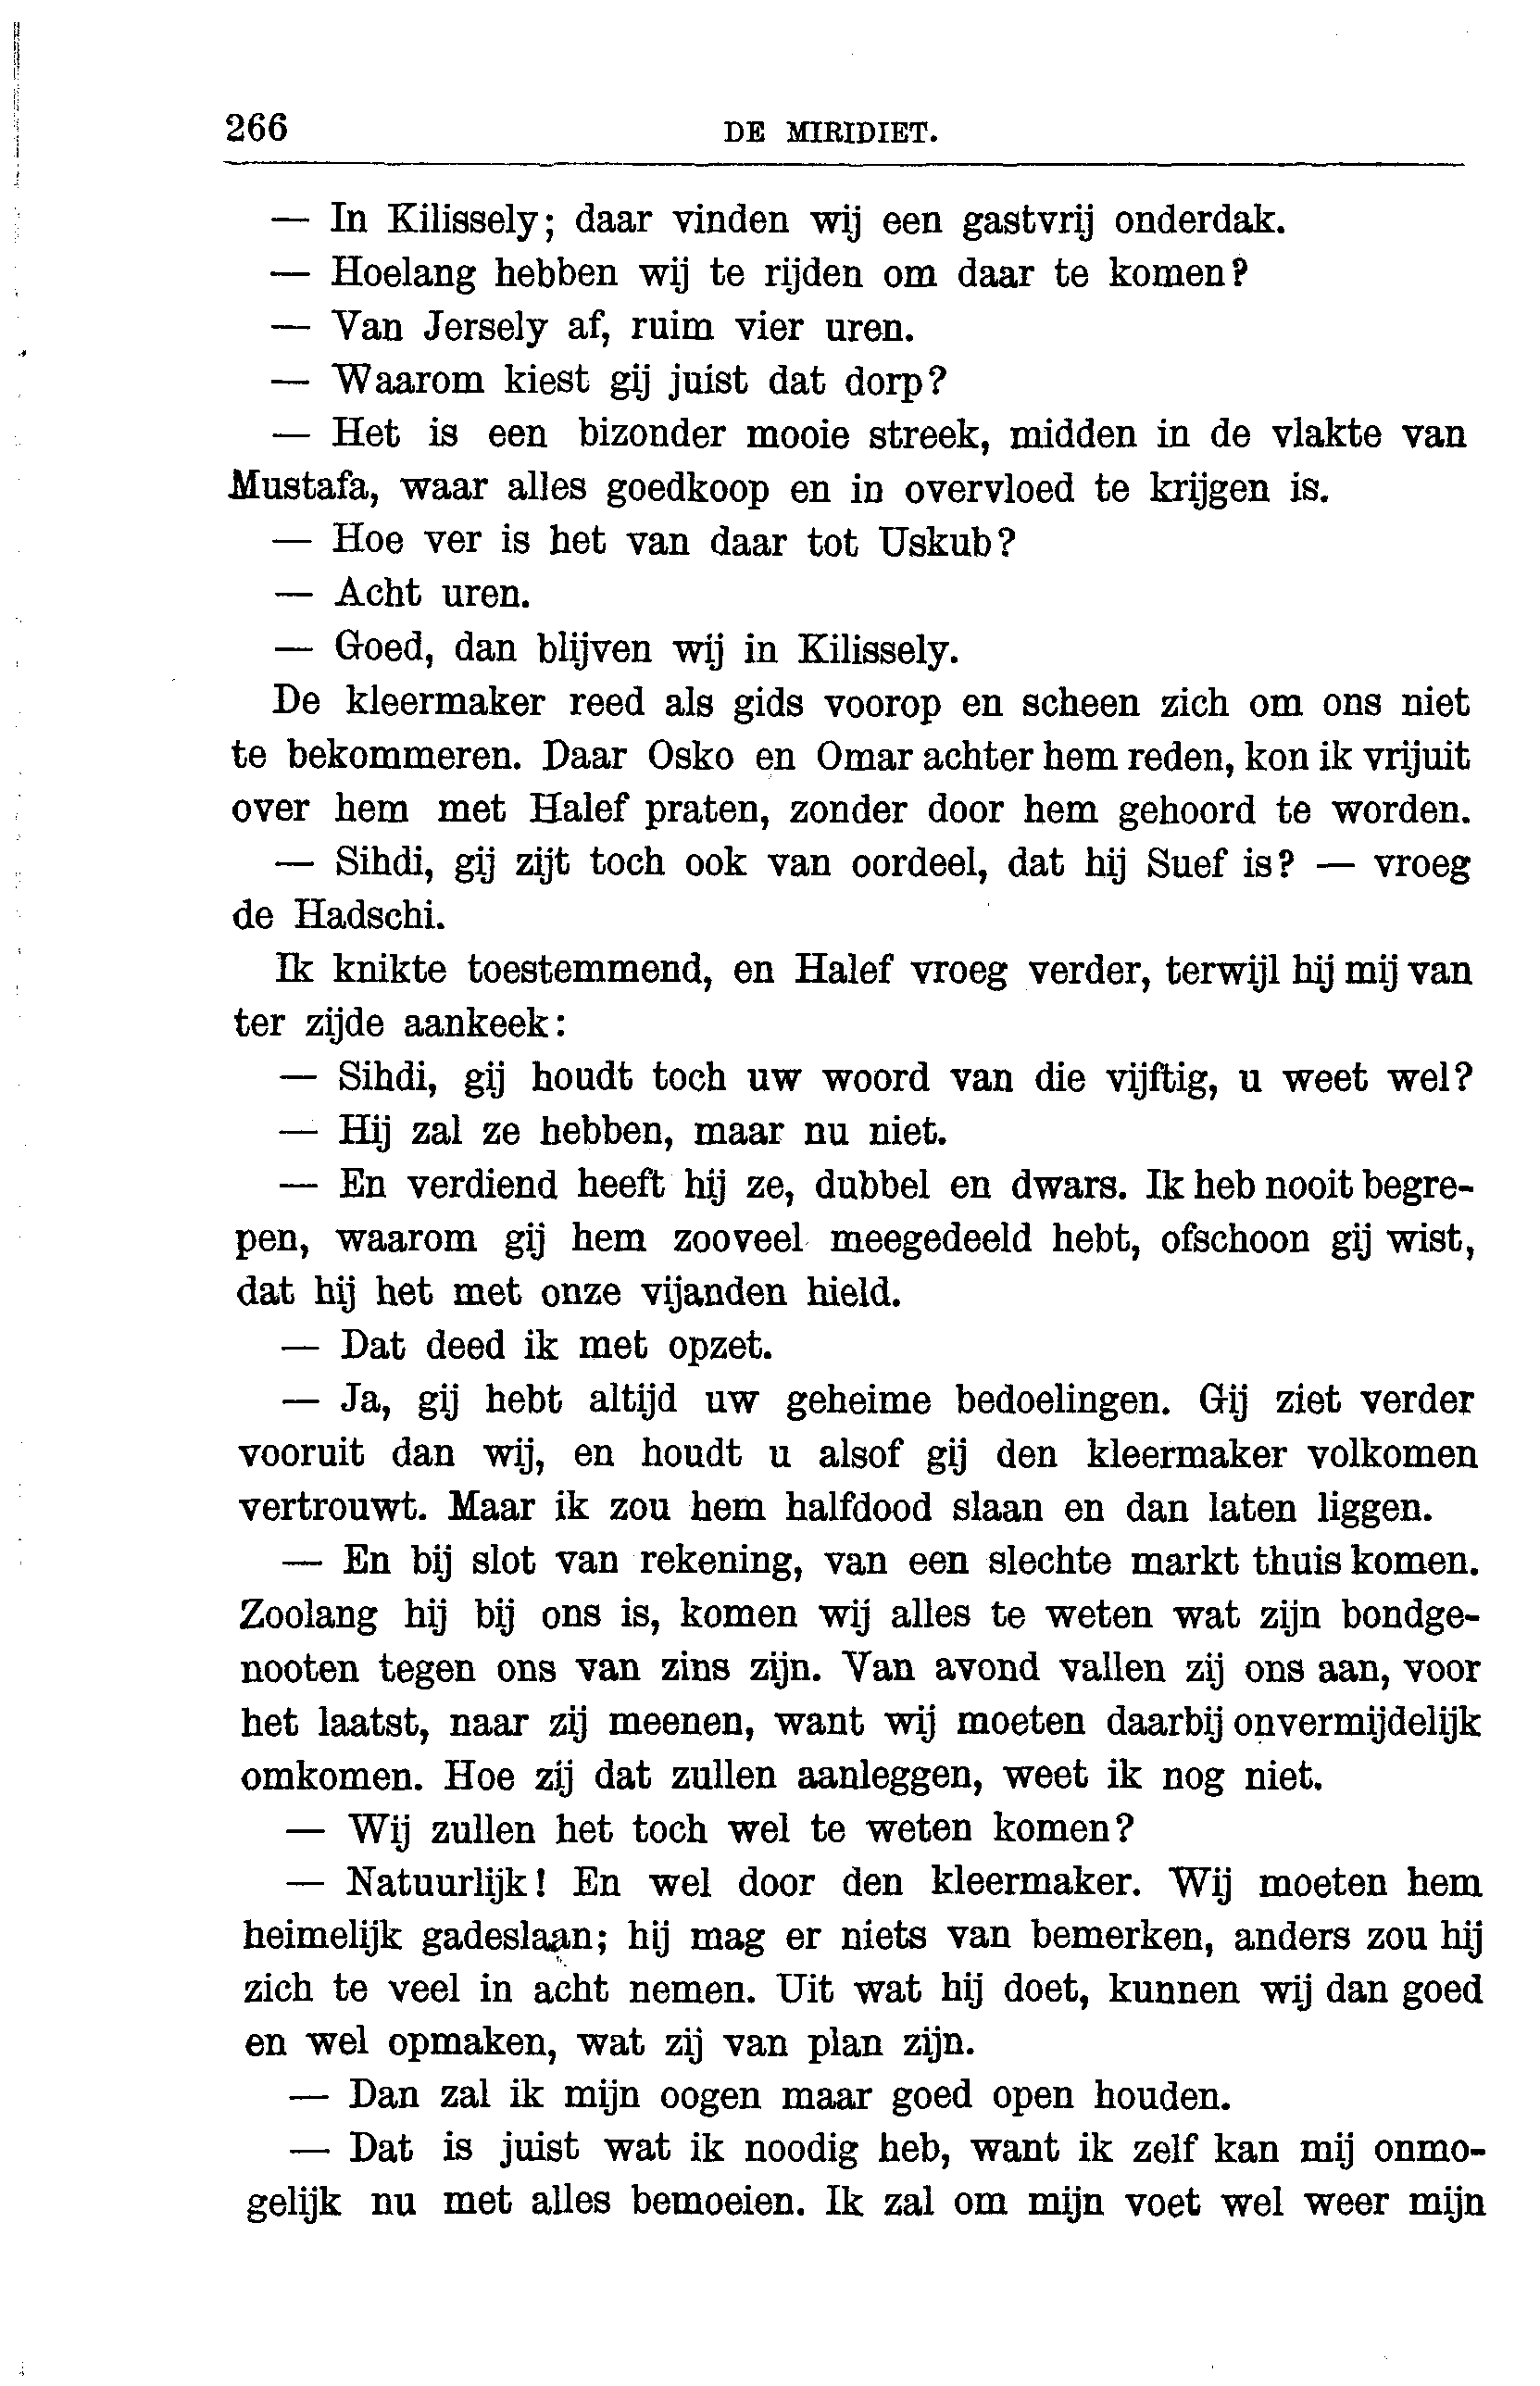 266 DE MIRIDIET.
— In Kilissely; daar vinden wij een gastvrij onderdak.
— Hoelang hebben wij te rijden om daar te komen?
— Van Jersely af, ruim vier uren.
— Waarom kiest gij juist dat dorp?
— Het is een bizonder mooie streek, midden in de vlakte van
Mustafa, waar alles goedkoop en in overvloed te krijgen is.
— Hoe ver is het van daar tot Uskub?
— Acht uren.
— Goed, dan blijven wij in Kilissely.
De kleermaker reed als gids voorop en scheen zich om ons niet
te bekommeren. Daar Osko en Omar achter hem reden, kon ik vrijuit
over hem met Halef praten, zonder door hem gehoord te worden.
— Sihdi, gij zijt toch ook van oordeel, dat hij Suef is? — vroeg
de Hadschi.
Ik knikte toestemmend, en Halef vroeg verder, terwijl hij mij van
ter zijde aankeek:
— Sihdi, gij houdt toch uw woord van die vijftig, u weet wel?
— Hij zal ze hebben, maar nu niet.
— En verdiend heeft hij ze, dubbel en dwars. Ik heb nooit begre-
pen, waarom gij hem zooveel meegedeeld hebt, ofschoon gij wist,
dat hij het met onze vijanden hield.
— Dat deed ik met opzet.
— Ja, gij hebt altijd uw geheime bedoelingen. Gij ziet verder
vooruit dan wij, en houdt u alsof gij den kleermaker volkomen
vertrouwt. Maar ik zou hem halfdood slaan en dan laten liggen.
— En bij slot van rekening, van een slechte markt thuis komen.
Zoolang hij bij ons is, komen wij alles te weten wat zijn bondge-
nooten tegen ons van zins zijn. Van avond vallen zij ons aan, voor
het laatst, naar zij meenen, want wij moeten daarbij onvermijdelijk
omkomen. Hoe zij dat zullen aanleggen, weet ik nog niet.
— Wij zullen het toch wel te weten komen?
— Natuurlijk! En wel door den kleermaker. Wij moeten hem
heimelijk gadeslaan; hij mag er niets van bemerken, anders zou hij
zich te veel in acht nemen. Uit wat hij doet, kunnen wij dan goed
en wel opmaken, wat zij van plan zijn.
— Dan zal ik mijn oogen maar goed open houden.
— Dat is juist wat ik noodig heb, want ik zelf kan mij onmo-
gelijk nu met alles bemoeien. Ik zal om mijn voet wel weer mijn